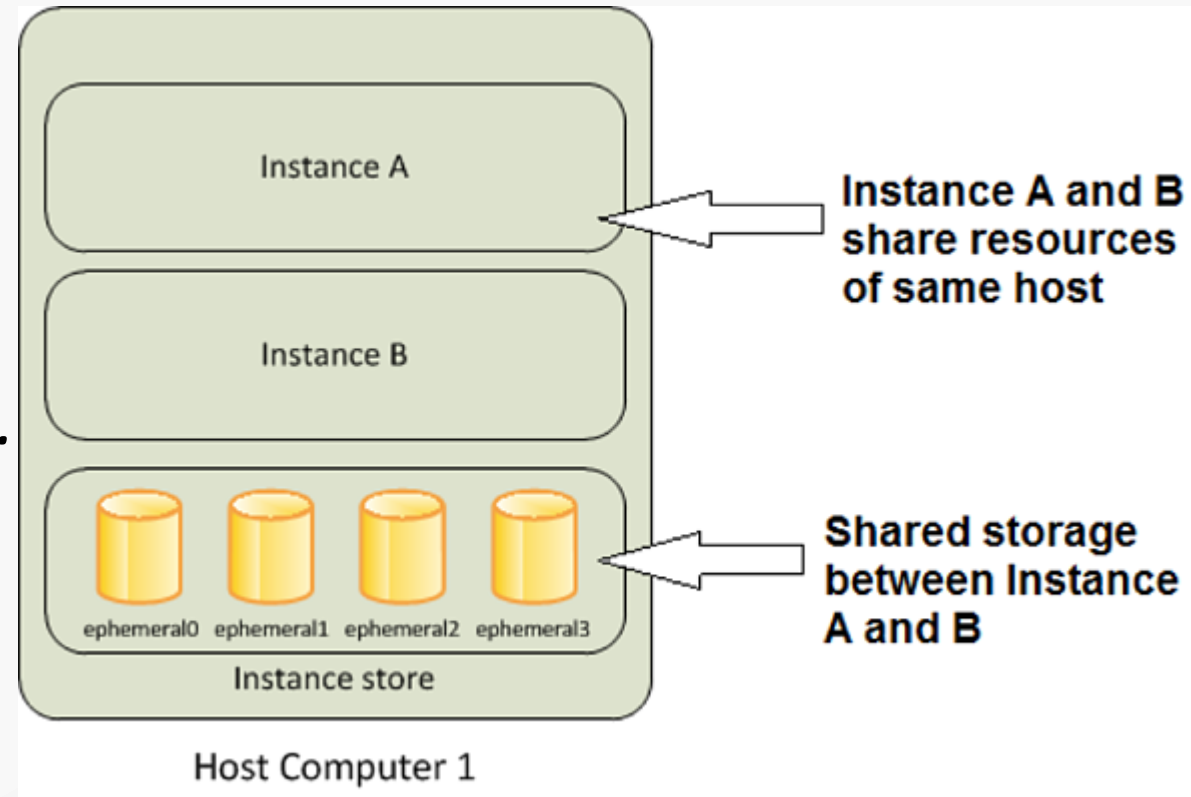 Instance A
Instance A and B
share resources
of same host
Instance B
Shared storage
between Instance
A and B
ephemeral0 ephemeral1 ephemeral2 ephemeral3
Instance store
Host Computer 1